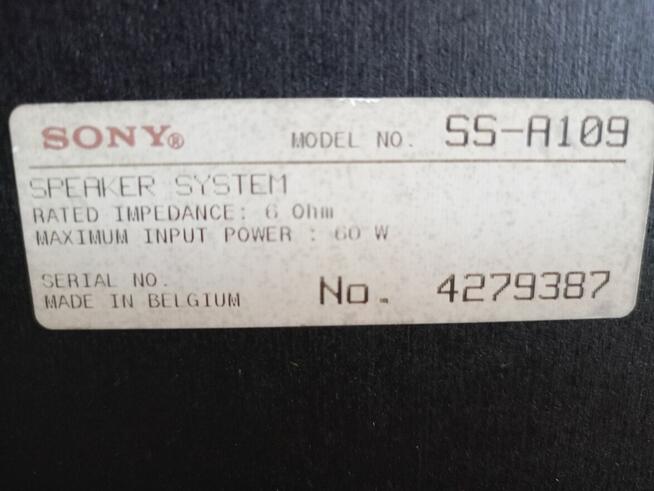 SONY® MODEL NO. SS-A109
SPEAKER SYSTEM
RATED IMPEDANCE: 6 Ohm
MAXIMUM INPUT POWER : 60 W
SERIAL NO.
MADE IN BELGIUM No. 4279387